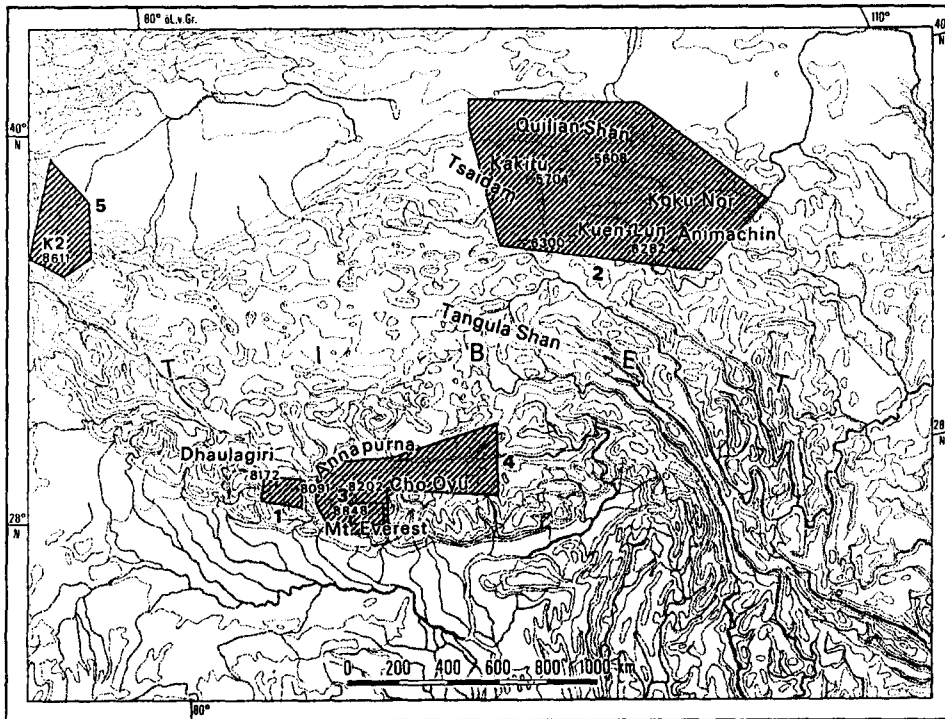 80° öL.v.Gr.
110°
40°
N
40°
N
Quilian Shan
5808
Kakitu
5704
Tsaidam
Koku Nor
Kuen Lun
Animachin
6300
6282
2
5
K2
8611
Tangula Shan
T
I
B
E
T
28°
N
Annapurna
Dhaulagiri
8172
8091
8202
Cho Oyu
4
3
8848
1
Mt. Everest
28°
N
0 200 400 600 800 1000 km
80°